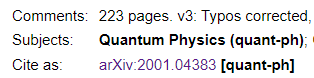 Comments: 223 pages. v3: Typos corrected,
Subjects: Quantum Physics (quant-ph);
Cite as: arXiv:2001.04383 [quant-ph]